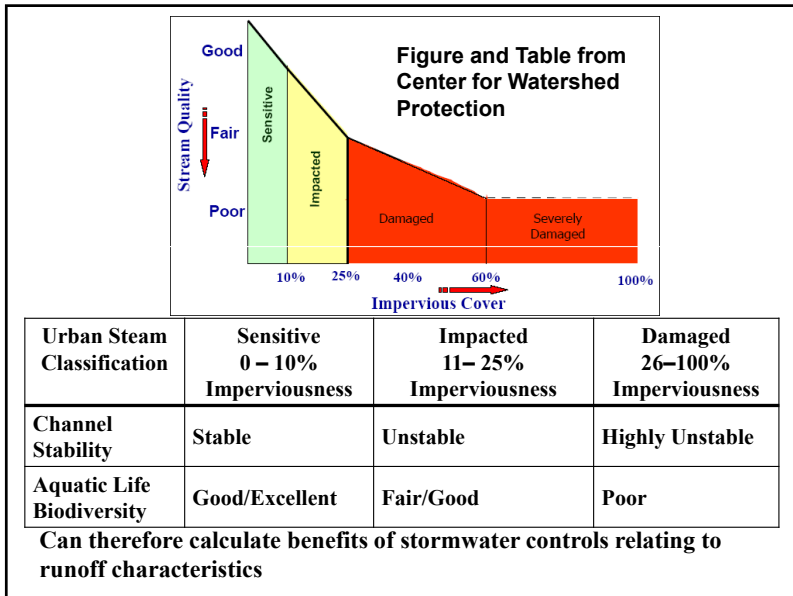 Figure and Table from
Center for Watershed
Protection
Good
Fair
Poor
Stream Quality
Sensitive
Impacted
Damaged
Severely
Damaged
10% 25% 40% 60% 100%
Impervious Cover
Urban Steam
Classification
Sensitive
0 – 10%
Imperviousness
Impacted
11– 25%
Imperviousness
Damaged
26–100%
Imperviousness
Channel
Stability
Stable
Unstable
Highly Unstable
Aquatic Life
Biodiversity
Good/Excellent
Fair/Good
Poor
Can therefore calculate benefits of stormwater controls relating to
runoff characteristics